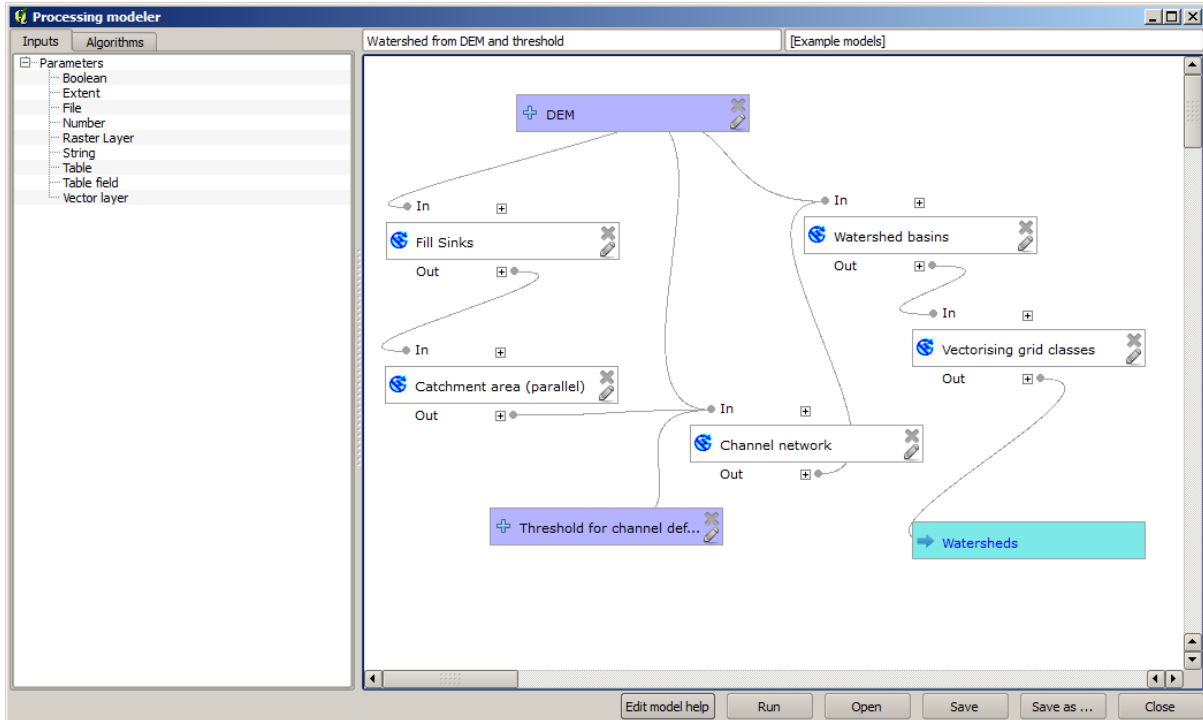 Processing modeler
Inputs
Algorithms
Parameters
Boolean
Extent
File
Number
Raster Layer
String
Table
Table field
Vector layer
Watershed from DEM and threshold
[Example models]
DEM
In
Fill Sinks
Out
In
Catchment area (parallel)
Out
In
Channel network
Out
Threshold for channel def...
In
Watershed basins
Out
In
Vectorising grid classes
Out
Watersheds
Edit model help
Run
Open
Save
Save as ...
Close